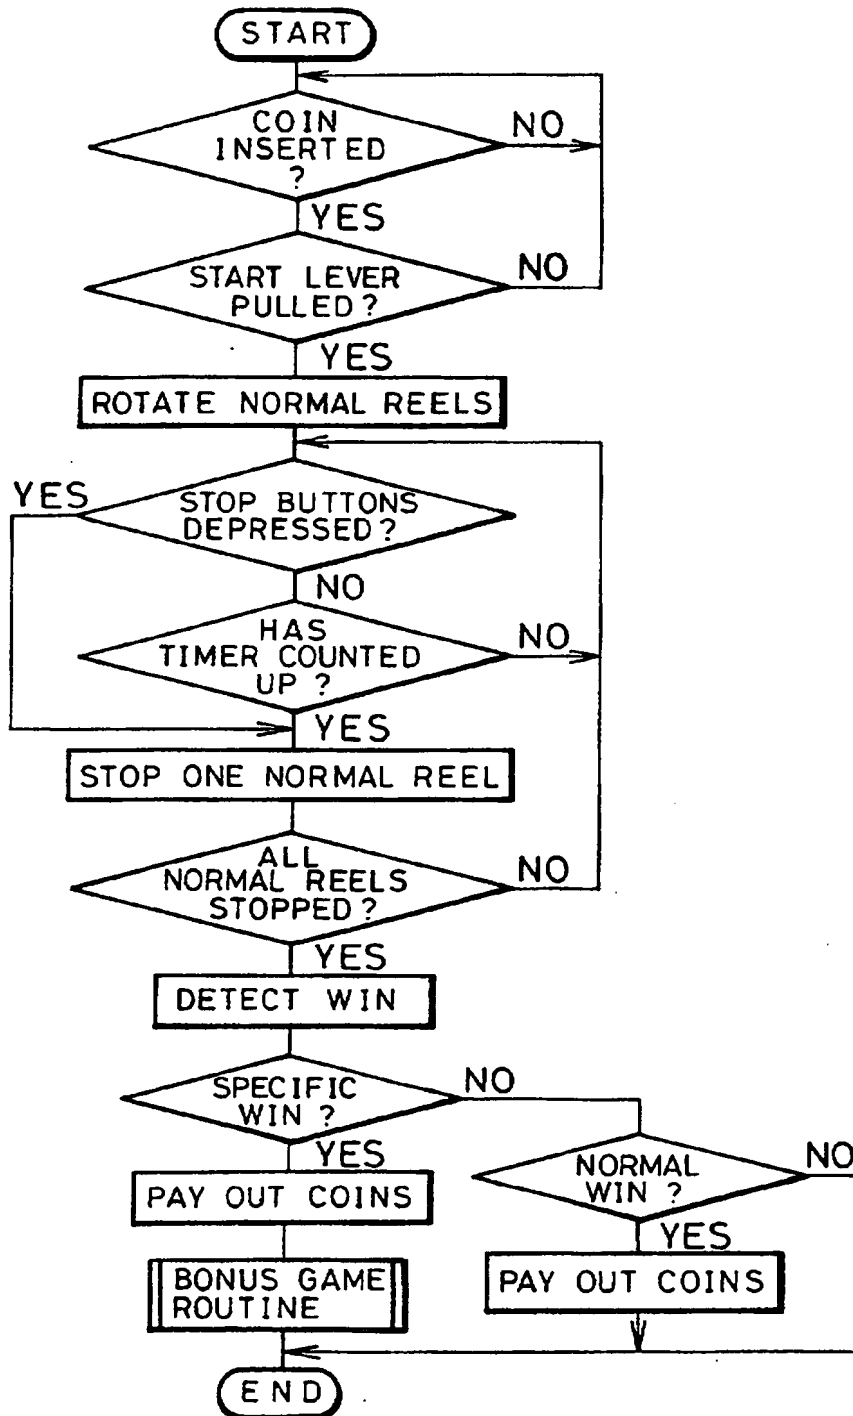 START
COIN
INSERTED
?
NO
YES
START LEVER
PULLED?
NO
YES
ROTATE NORMAL REELS
YES
STOP BUTTONS
DEPRESSED?
NO
HAS
TIMER COUNTED
UP ?
NO
YES
STOP ONE NORMAL REEL
ALL
NORMAL REELS
STOPPED?
NO
YES
DETECT WIN
SPECIFIC
WIN ?
NO
YES
NORMAL
WIN ?
NO
YES
PAY OUT COINS
PAY OUT COINS
BONUS GAME
ROUTINE
END